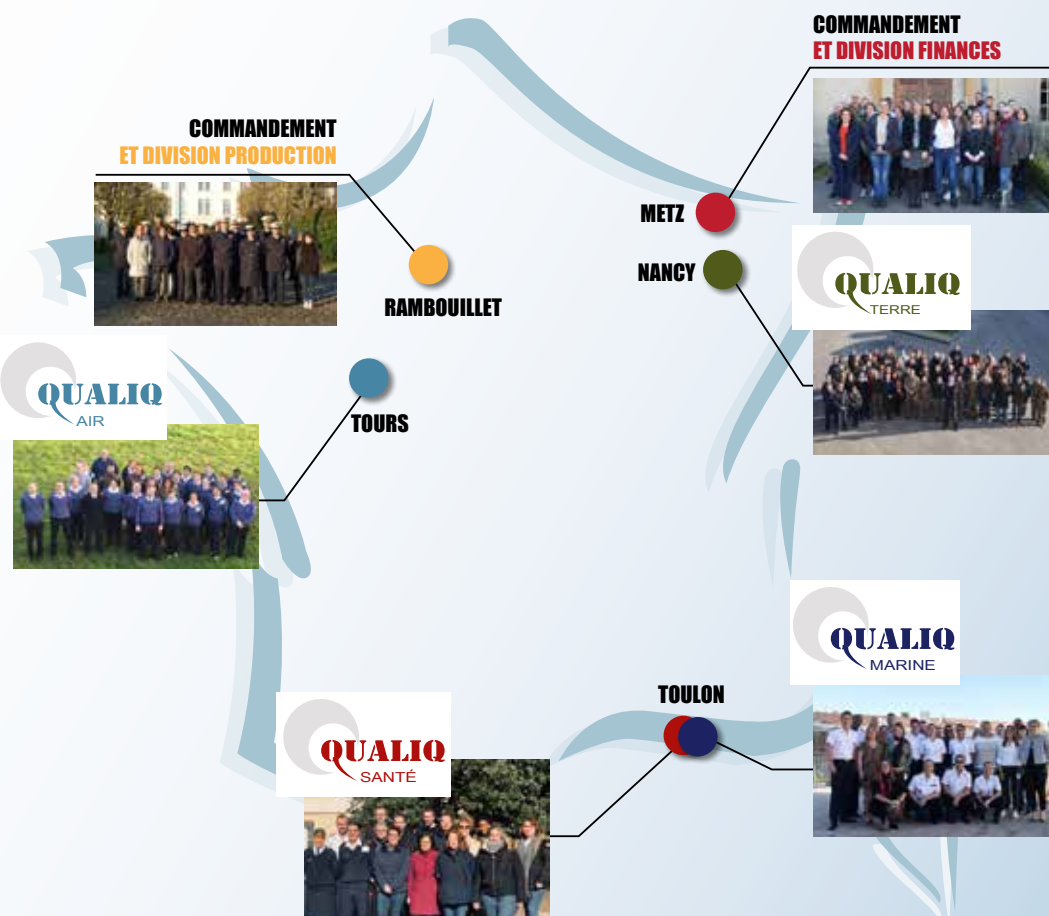 COMMANDEMENT
ET DIVISION FINANCES
COMMANDEMENT
ET DIVISION PRODUCTION
METZ
NANCY
QUALIQ
TERRE
RAMBOUILLET
QUALIQ
AIR
TOURS
QUALIQ
MARINE
TOULON
QUALIQ
SANTÉ